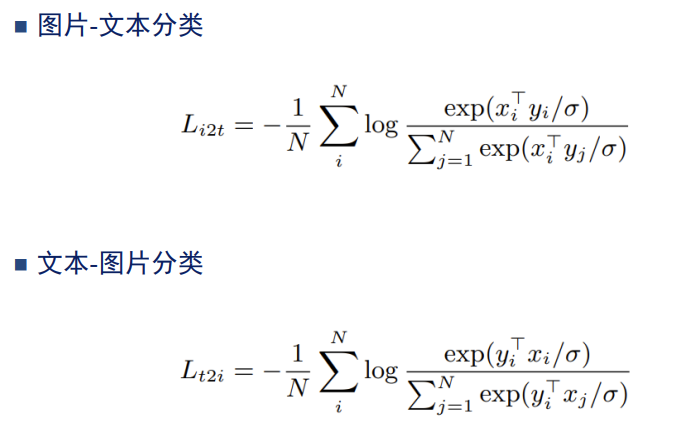 ■ 图片-文本分类
$$L_{i2t} = -\frac{1}{N} \sum_{i}^{N} \log \frac{\exp(x_i^\top y_i/\sigma)}{\sum_{j=1}^{N} \exp(x_i^\top y_j/\sigma)}$$
■ 文本-图片分类
$$L_{t2i} = -\frac{1}{N} \sum_{i}^{N} \log \frac{\exp(y_i^\top x_i/\sigma)}{\sum_{j=1}^{N} \exp(y_i^\top x_j/\sigma)}$$